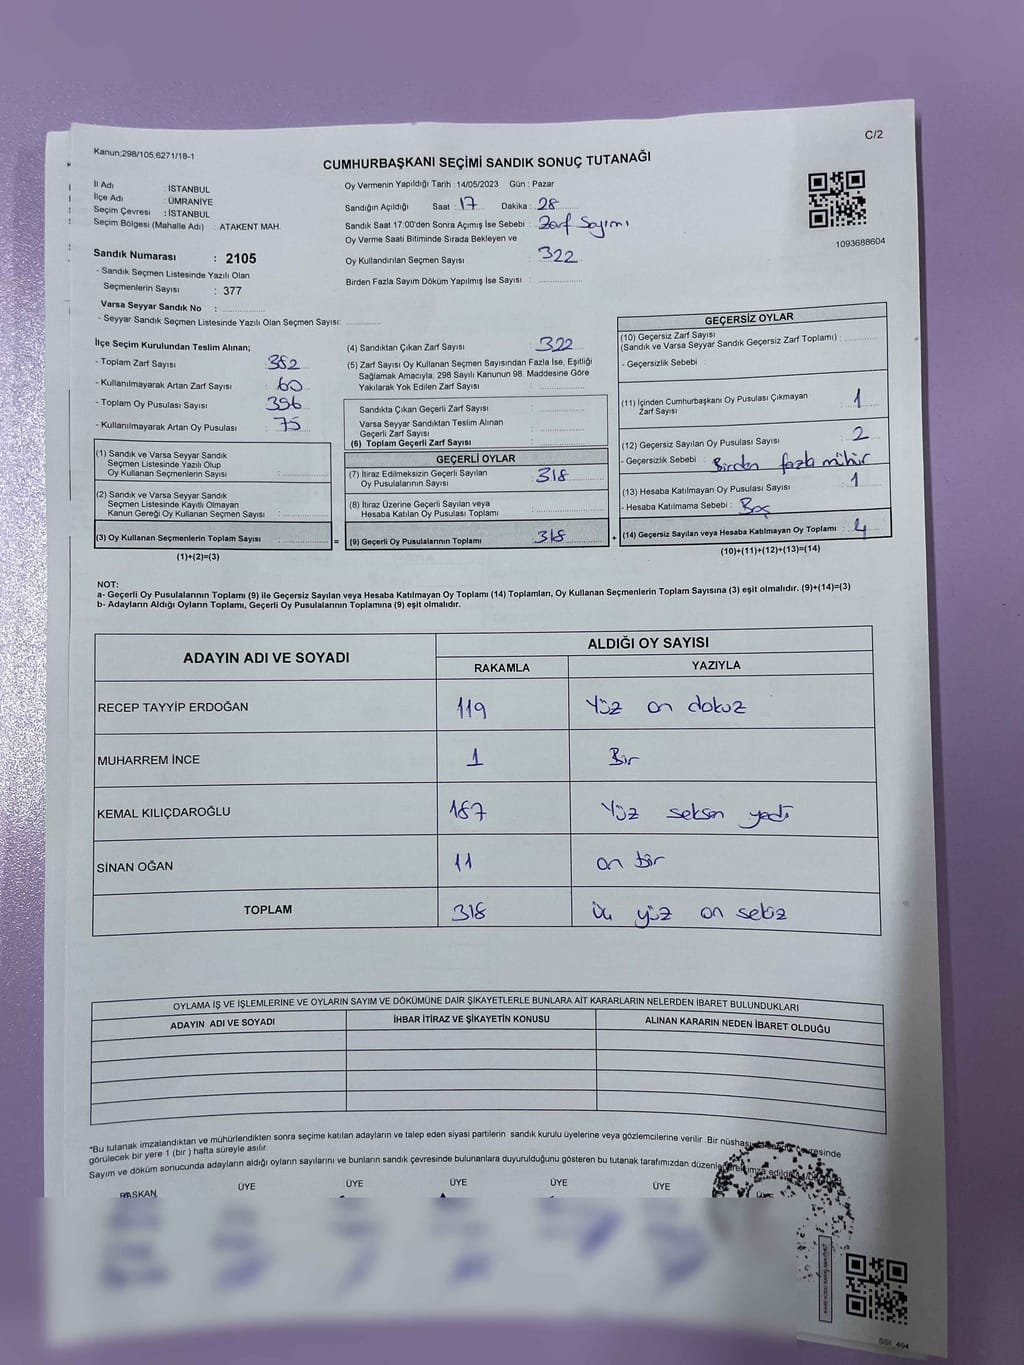 C/2
Kanun;298/105;6271/18-1
CUMHURBAŞKANI SEÇİMİ SANDIK SONUÇ TUTANAĞI
İl Adı : İSTANBUL
İlçe Adı : ÜMRANİYE
Seçim Çevresi : İSTANBUL
Seçim Bölgesi (Mahalle Adı) : ATAKENT MAH.
Oy Vermenin Yapıldığı Tarih :14/05/2023 Gün : Pazar
Sandığın Açıldığı Saat : 17 Dakika : 28
Sandık Saat 17:00'den Sonra Açımış İse Sebebi : Zarf Sayımı
Oy Verme Saati Bitiminde Sırada Bekleyen ve
Oy Kullandırılan Seçmen Sayısı : 322
Birden Fazla Sayım Döküm Yapılmış İse Sayısı :
1093688604
Sandık Numarası : 2105
- Sandık Seçmen Listesinde Yazılı Olan
Seçmenlerin Sayısı : 377
Varsa Seyyar Sandık No :
- Seyyar Sandık Seçmen Listesinde Yazılı Olan Seçmen Sayısı:
İlçe Seçim Kurulundan Teslim Alınan;
- Toplam Zarf Sayısı : 382
- Kullanılmayarak Artan Zarf Sayısı : 60
- Toplam Oy Pusulası Sayısı : 396
- Kullanılmayarak Artan Oy Pusulası : 75
(1) Sandık ve Varsa Seyyar Sandık
Seçmen Listesinde Yazılı Olup
Oy Kullanan Seçmenlerin Sayısı :
(2) Sandık ve Varsa Seyyar Sandık
Seçmen Listesinde Kayıtlı Olmayan
Kanun Gereği Oy Kullanan Seçmen Sayısı :
(3) Oy Kullanan Seçmenlerin Toplam Sayısı :
(1)+(2)=(3)
(4) Sandıktan Çıkan Zarf Sayısı : 322
(5) Zarf Sayısı Oy Kullanan Seçmen Sayısından Fazla İse, Eşitliği
Sağlamak Amacıyla; 298 Sayılı Kanunun 98. Maddesine Göre
Yakılarak Yok Edilen Zarf Sayısı :
Sandıkta Çıkan Geçerli Zarf Sayısı :
Varsa Seyyar Sandıktan Teslim Alınan
Geçerli Zarf Sayısı :
(6) Toplam Geçerli Zarf Sayısı :
GEÇERLİ OYLAR
(7) İtiraz Edilmeksizin Geçerli Sayılan
Oy Pusulalarının Sayısı : 318
(8) İtiraz Üzerine Geçerli Sayılan veya
Hesaba Katılan Oy Pusulası Toplamı :
= (9) Geçerli Oy Pusulalarının Toplamı : 318
GEÇERSİZ OYLAR
(10) Geçersiz Zarf Sayısı
(Sandık ve Varsa Seyyar Sandık Geçersiz Zarf Toplamı) :
- Geçersizlik Sebebi :
(11) İçinden Cumhurbaşkanı Oy Pusulası Çıkmayan : 1
Zarf Sayısı
(12) Geçersiz Sayılan Oy Pusulası Sayısı : 2
- Geçersizlik Sebebi : Birden fazla mühür
(13) Hesaba Katılmayan Oy Pusulası Sayısı : 1
- Hesaba Katılmama Sebebi : Boş
+ (14) Geçersiz Sayılan veya Hesaba Katılmayan Oy Toplamı : 4
(10)+(11)+(12)+(13)=(14)
NOT:
a- Geçerli Oy Pusulalarının Toplamı (9) ile Geçersiz Sayılan veya Hesaba Katılmayan Oy Toplamı (14) Toplamları, Oy Kullanan Seçmenlerin Toplam Sayısına (3) eşit olmalıdır. (9)+(14)=(3)
b- Adayların Aldığı Oyların Toplamı, Geçerli Oy Pusulalarının Toplamına (9) eşit olmalıdır.
ADAYIN ADI VE SOYADI
ALDIĞI OY SAYISI
RAKAMLA YAZIYLA
RECEP TAYYİP ERDOĞAN 119 Yüz on dokuz
MUHARREM İNCE 1 Bir
KEMAL KILIÇDAROĞLU 187 Yüz seksen yedi
SİNAN OĞAN 11 on bir
TOPLAM 318 Üç yüz on sekiz
OYLAMA İŞ VE İŞLEMLERİNE VE OYLARIN SAYIM VE DÖKÜMÜNE DAİR ŞİKAYETLERLE BUNLARA AİT KARARLARIN NELERDEN İBARET BULUNDUKLARI
ADAYIN ADI VE SOYADI İHBAR İTİRAZ VE ŞİKAYETİN KONUSU ALINAN KARARIN NEDEN İBARET OLDUĞU
*Bu tutanak imzalandıktan ve mühürlendikten sonra seçime katılan adayların ve talep eden siyasi partilerin sandık kurulu üyelerine veya gözlemcilerine verilir .Bir nüshası
görülecek bir yere 1 (bir ) hafta süreyle asılır.
Sayım ve döküm sonucunda adayların aldığı oyların sayılarını ve bunların sandık çevresinde bulunanlara duyurulduğunu gösteren bu tutanak tarafımızdan
BAŞKAN ÜYE ÜYE ÜYE ÜYE ÜYE ÜYE
SSI_404